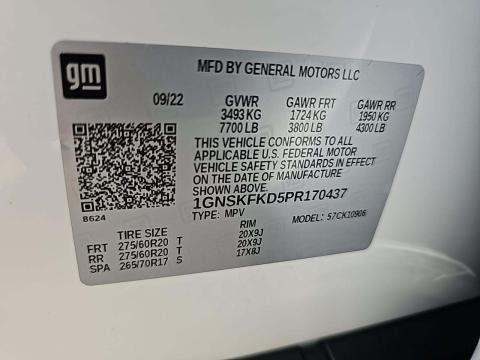 gm
MFD BY GENERAL MOTORS LLC
09/22 GVWR GAWR FRT GAWR RR
3493 KG 1724 KG 1950 KG
7700 LB 3800 LB 4300 LB
THIS VEHICLE CONFORMS TO ALL
APPLICABLE U.S. FEDERAL MOTOR
VEHICLE SAFETY STANDARDS IN EFFECT
ON THE DATE OF MANUFACTURE
SHOWN ABOVE.
1GNSKFKD5PR170437
8624
TYPE: MPV MODEL: 57CK10906
TIRE SIZE RIM
FRT 275/60R20 T 20X9J
RR 275/60R20 T 20X9J
SPA 265/70R17 S 17X8J